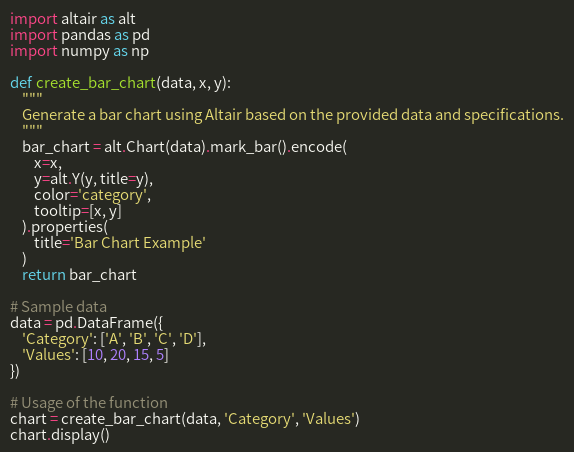 import altair as alt
import pandas as pd
import numpy as np

def create_bar_chart(data, x, y):
    """
    Generate a bar chart using Altair based on the provided data and specifications.
    """
    bar_chart = alt.Chart(data).mark_bar().encode(
        x=x,
        y=alt.Y(y, title=y),
        color='category',
        tooltip=[x, y]
    ).properties(
        title='Bar Chart Example'
    )
    return bar_chart

# Sample data
data = pd.DataFrame({
    'Category': ['A', 'B', 'C', 'D'],
    'Values': [10, 20, 15, 5]
})

# Usage of the function
chart = create_bar_chart(data, 'Category', 'Values')
chart.display()